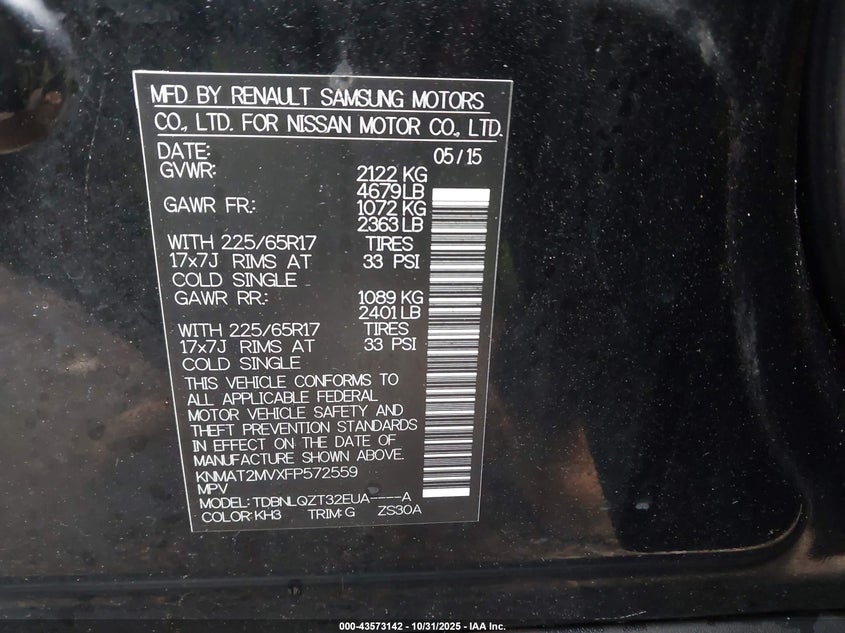 MFD BY RENAULT SAMSUNG MOTORS
CO., LTD. FOR NISSAN MOTOR CO., LTD.
DATE: 05/15
GVWR: 2122 KG
4679 LB
GAWR FR: 1072 KG
2363 LB
WITH 225/65R17 TIRES
17x7J RIMS AT 33 PSI
COLD SINGLE
GAWR RR: 1089 KG
2401 LB
WITH 225/65R17 TIRES
17x7J RIMS AT 33 PSI
COLD SINGLE
THIS VEHICLE CONFORMS TO
ALL APPLICABLE FEDERAL
MOTOR VEHICLE SAFETY AND
THEFT PREVENTION STANDARDS
IN EFFECT ON THE DATE OF
MANUFACTURE SHOWN ABOVE.
KNMAT2MVXFP572559
MPV
MODEL: TDBNLQZT32EUA----A
COLOR: KH3 TRIM: G ZS30A
000-43573142 - 10/31/2025 - IAA Inc.